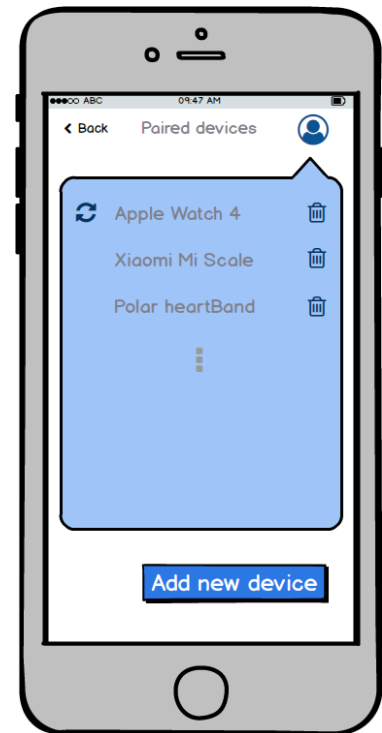 ABC 09:47 AM
< Back Paired devices
Apple Watch 4
Xiaomi Mi Scale
Polar heartBand
Add new device